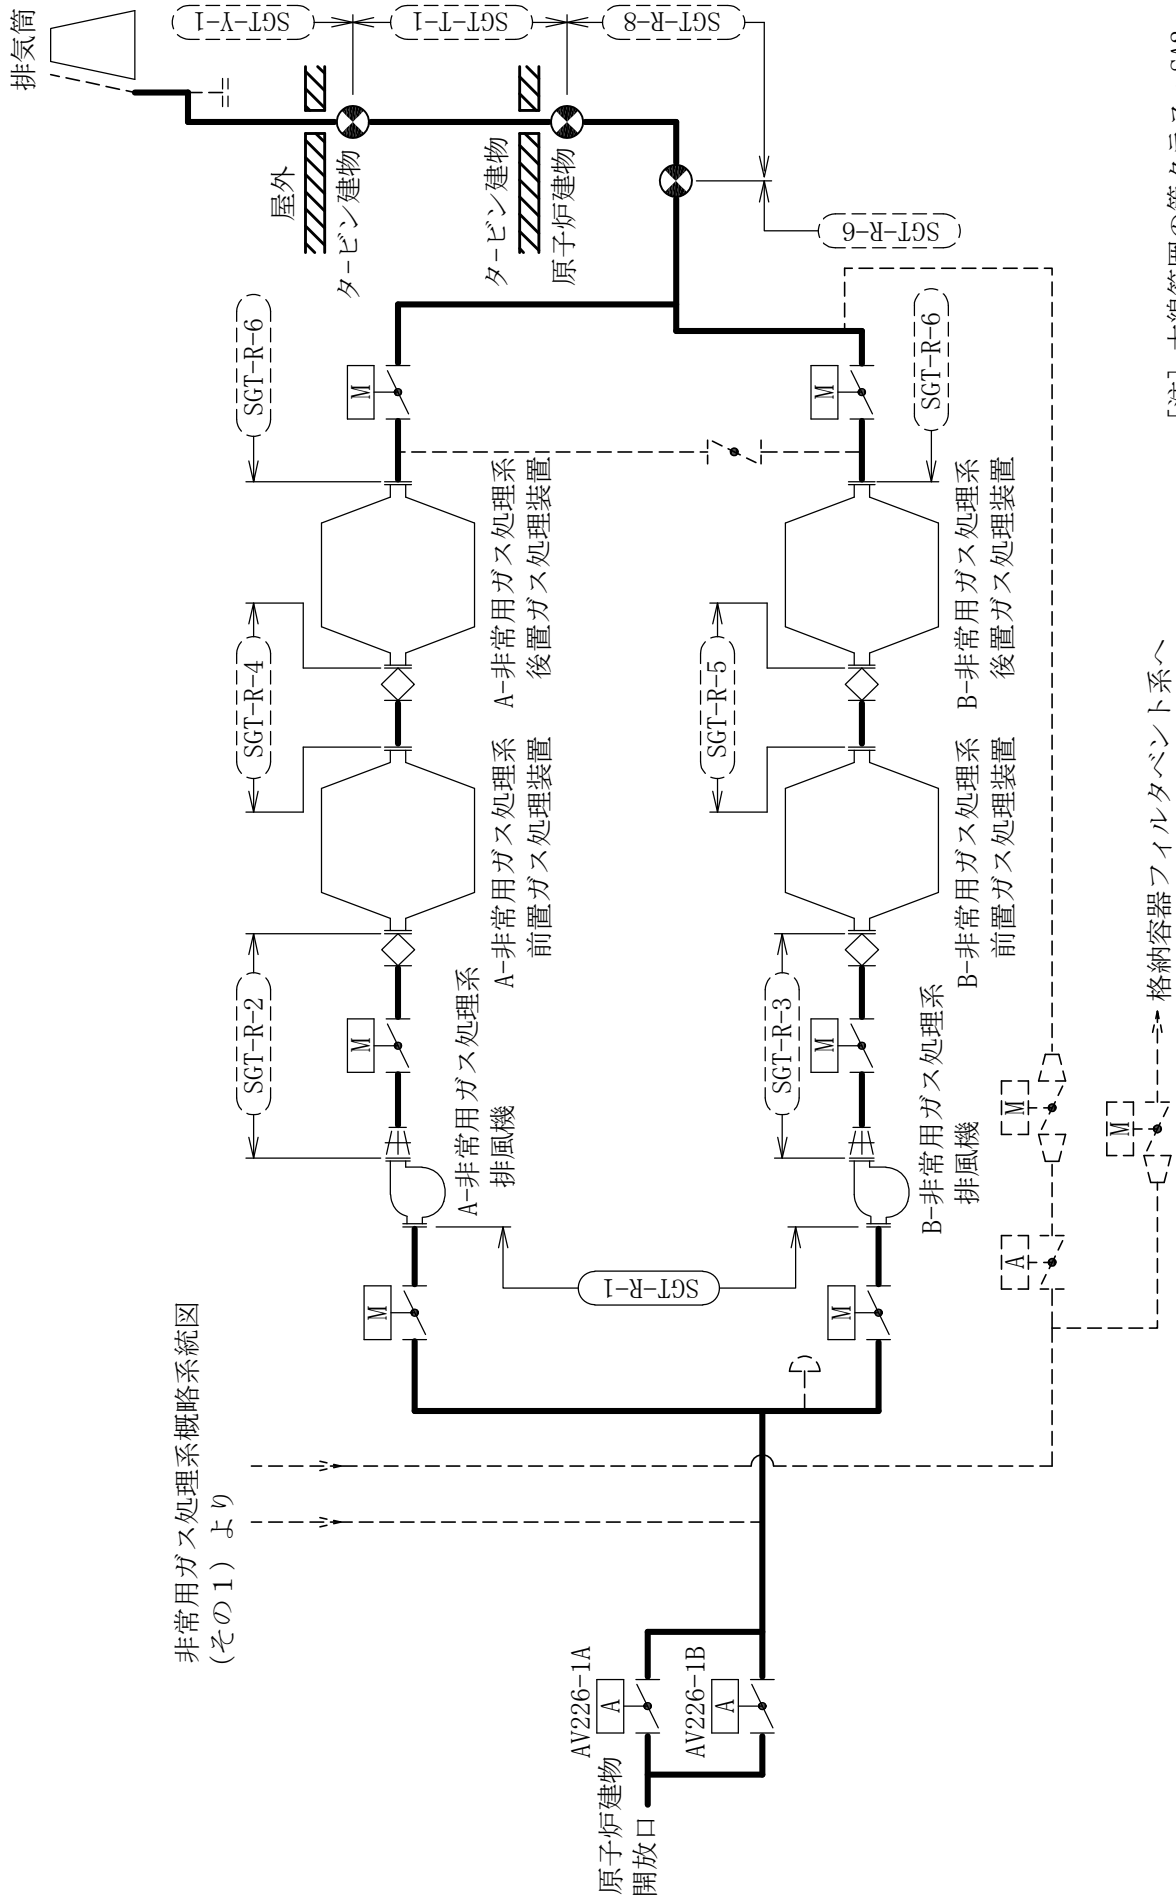 非常用ガス処理系概略系統図
(その1) より
原子炉建物
開放口
AV226-1A
A
AV226-1B
A
M
M
SGT-R-1
A-非常用ガス処理系
排風機
B-非常用ガス処理系
排風機
SGT-R-2
SGT-R-3
M
M
A-非常用ガス処理系
前置ガス処理装置
B-非常用ガス処理系
前置ガス処理装置
SGT-R-4
SGT-R-5
A-非常用ガス処理系
後置ガス処理装置
B-非常用ガス処理系
後置ガス処理装置
SGT-R-6
SGT-R-6
M
M
SGT-R-6
SGT-R-8
SGT-T-1
SGT-Y-1
原子炉建物
タービン建物
タービン建物
屋外
排気筒
A
M
M
格納容器フィルタベント系へ